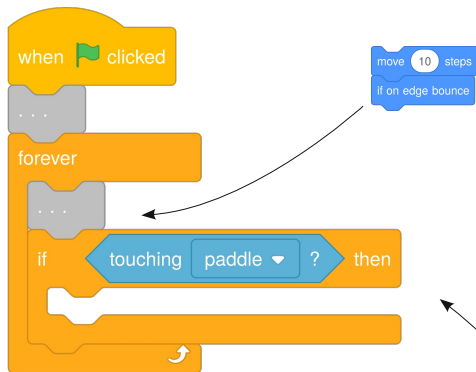 when clicked
move 10 steps
if on edge bounce
. . .
forever
. . .
if touching paddle ? then